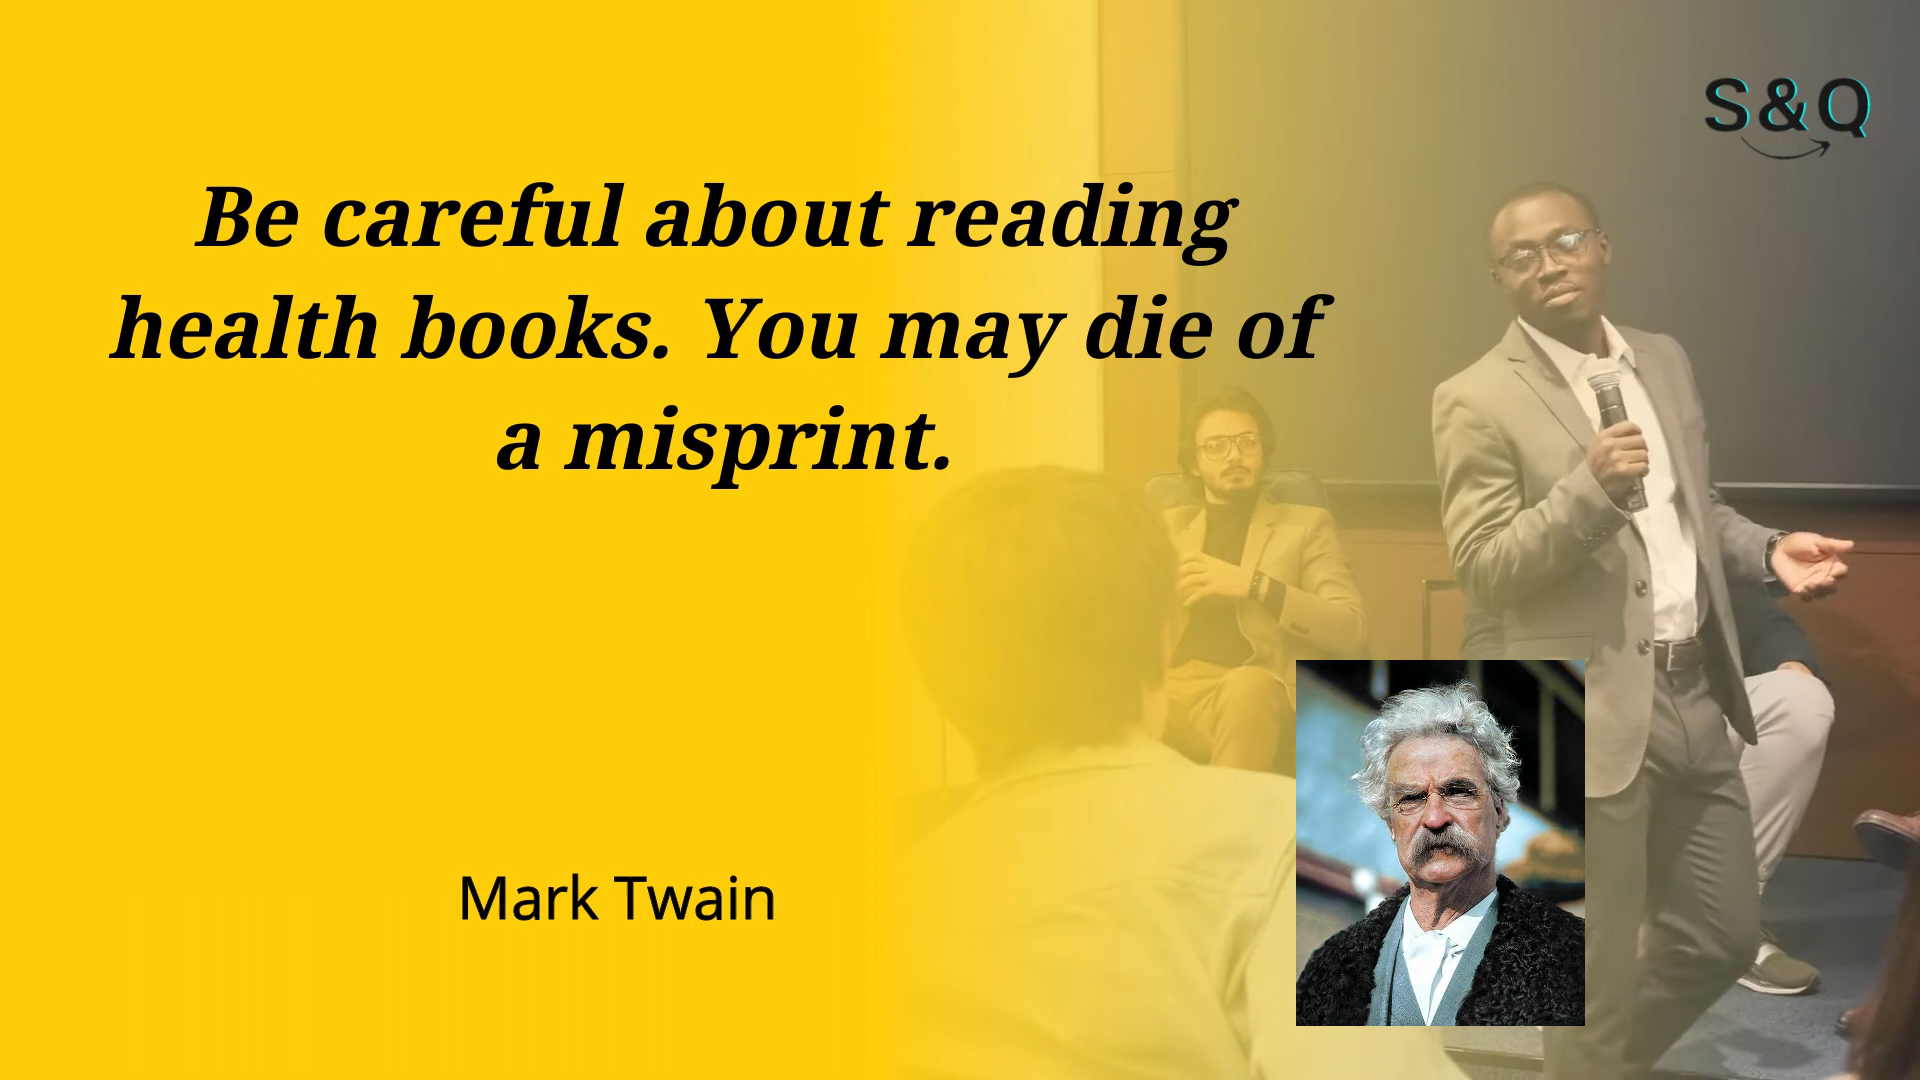 S&Q
Be careful about reading
health books. You may die of
a misprint.
Mark Twain